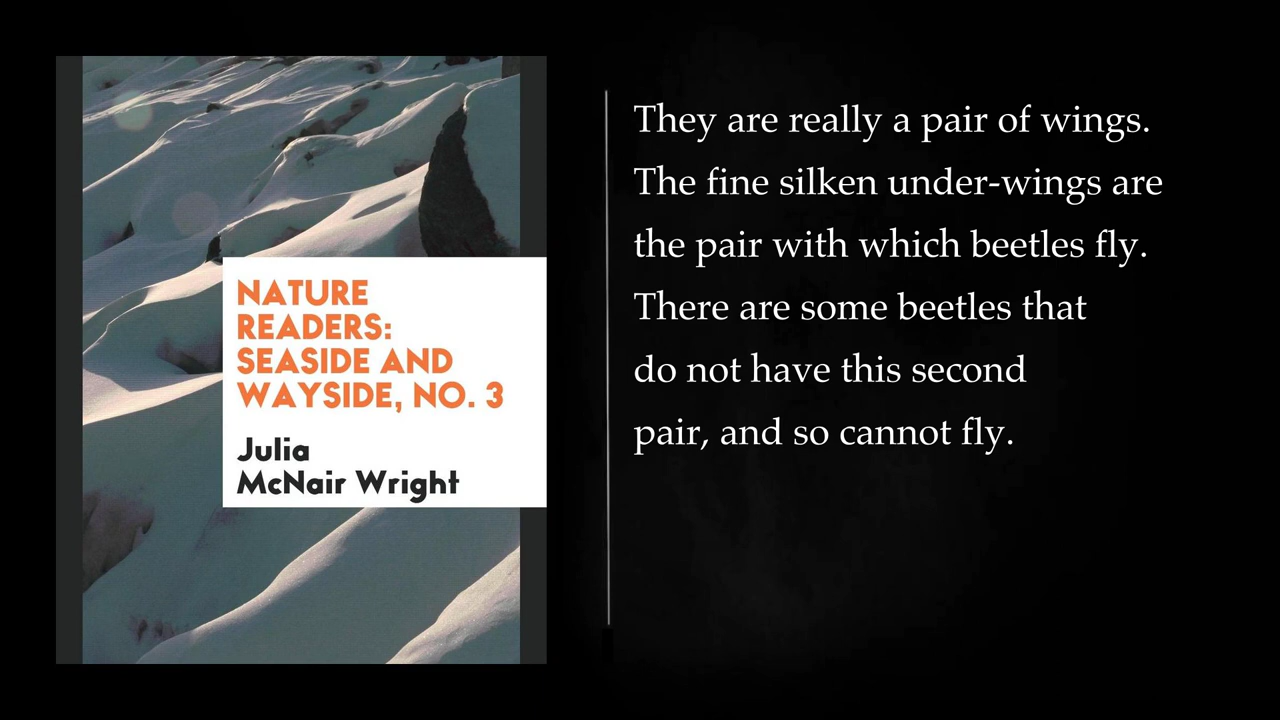 NATURE
READERS:
SEASIDE AND
WAYSIDE, NO. 3
Julia
McNair Wright
They are really a pair of wings.
The fine silken under-wings are
the pair with which beetles fly.
There are some beetles that
do not have this second
pair, and so cannot fly.